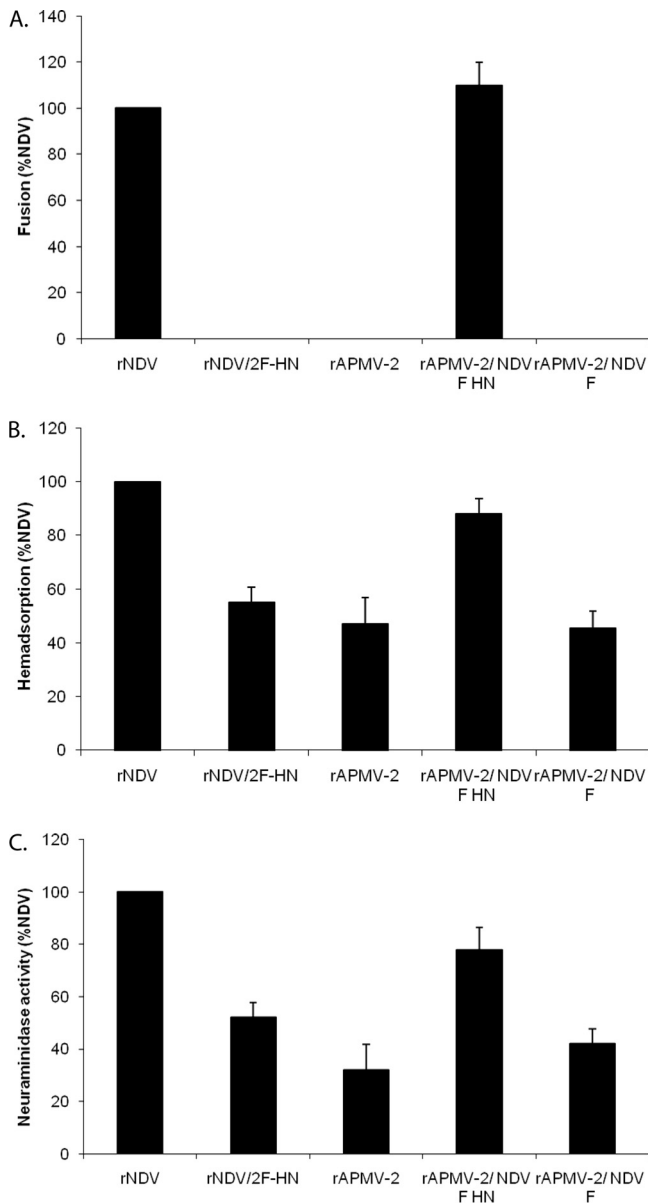 A.
Fusion (%NDV)
140
120
100
80
60
40
20
0
rNDV rNDV/2F-HN rAPMV-2 rAPMV-2/ NDV rAPMV-2/ NDV
F HN F
B.
Hemadsorption (%NDV)
120
100
80
60
40
20
0
rNDV rNDV/2F-HN rAPMV-2 rAPMV-2/ NDV rAPMV-2/ NDV
F HN F
C.
Neuraminidase activity (%NDV)
120
100
80
60
40
20
0
rNDV rNDV/2F-HN rAPMV-2 rAPMV-2/ NDV rAPMV-2/ NDV
F HN F